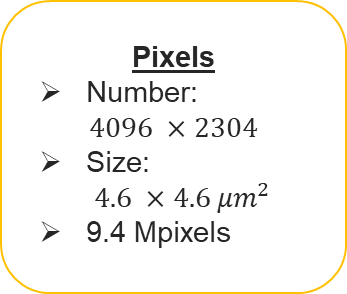 Pixels
➢ Number:
4096 × 2304
➢ Size:
4.6 × 4.6 μm²
➢ 9.4 Mpixels